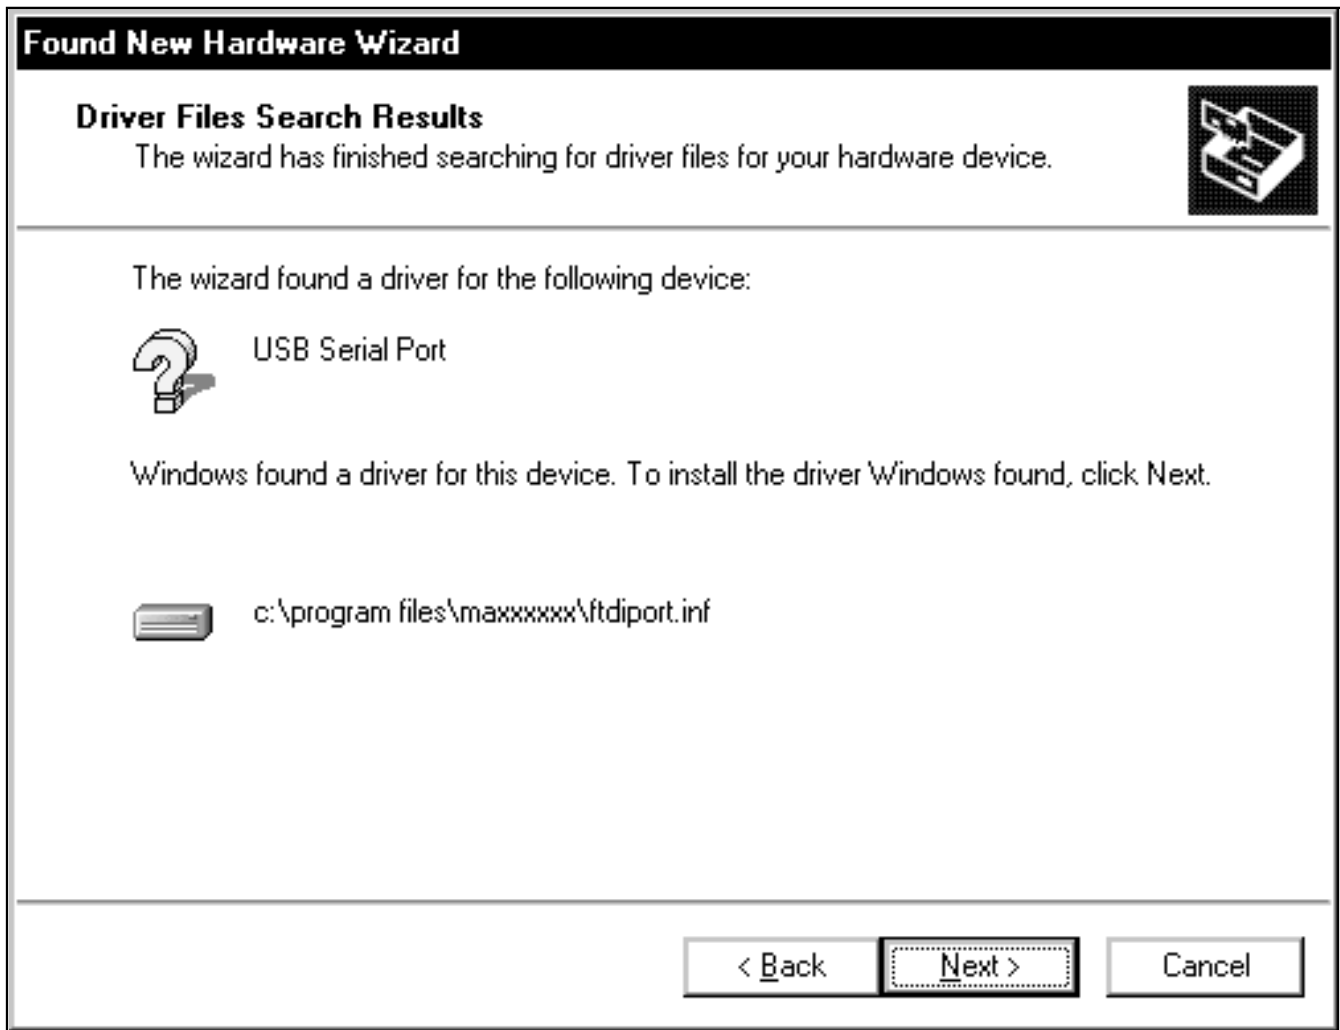 Found New Hardware Wizard
Driver Files Search Results
The wizard has finished searching for driver files for your hardware device.
The wizard found a driver for the following device:
USB Serial Port
Windows found a driver for this device. To install the driver Windows found, click Next.
c:\program files\maxxxxxx\ftdiport.inf
< Back Next > Cancel